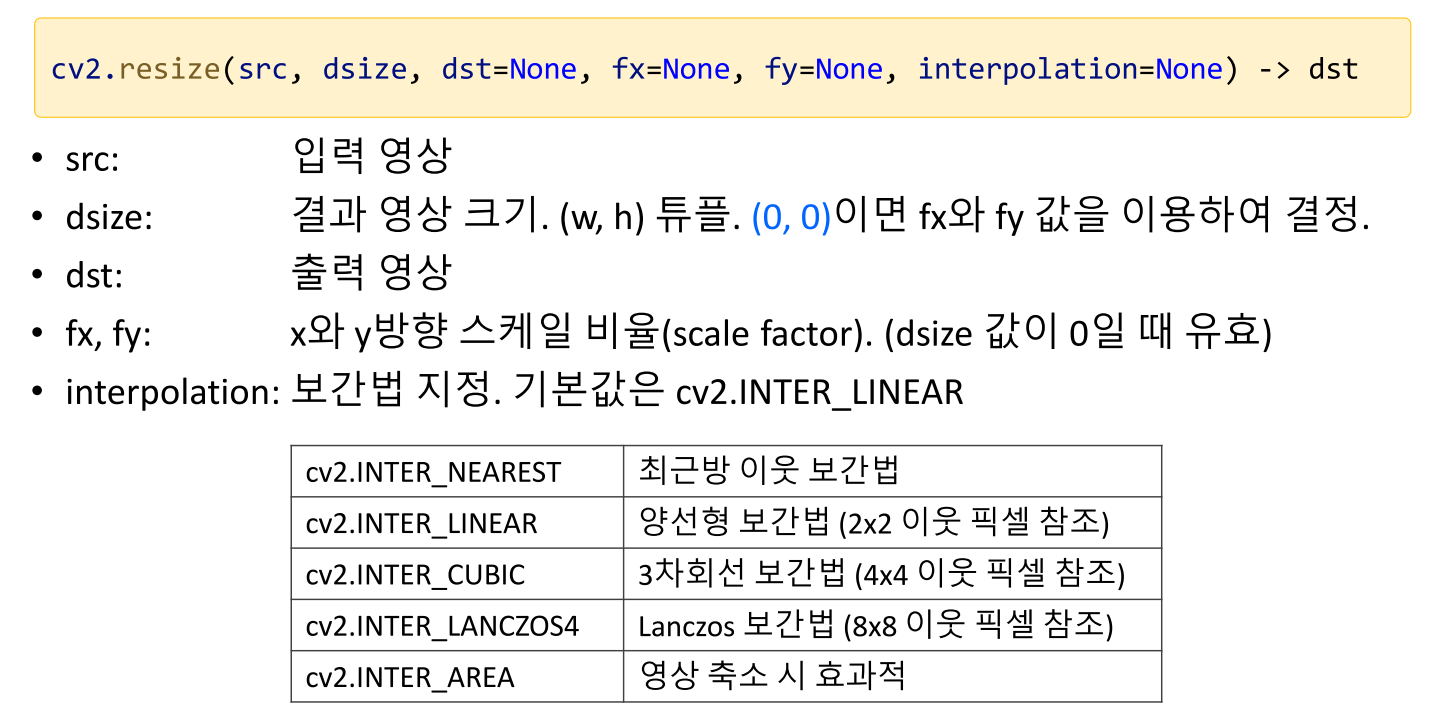 cv2.resize(src, dsize, dst=None, fx=None, fy=None, interpolation=None) -> dst
• src: 입력 영상
• dsize: 결과 영상 크기. (w, h) 튜플. (0, 0)이면 fx와 fy 값을 이용하여 결정.
• dst: 출력 영상
• fx, fy: x와 y방향 스케일 비율(scale factor). (dsize 값이 0일 때 유효)
• interpolation: 보간법 지정. 기본값은 cv2.INTER_LINEAR
cv2.INTER_NEAREST 최근방 이웃 보간법
cv2.INTER_LINEAR 양선형 보간법 (2x2 이웃 픽셀 참조)
cv2.INTER_CUBIC 3차회선 보간법 (4x4 이웃 픽셀 참조)
cv2.INTER_LANCZOS4 Lanczos 보간법 (8x8 이웃 픽셀 참조)
cv2.INTER_AREA 영상 축소 시 효과적